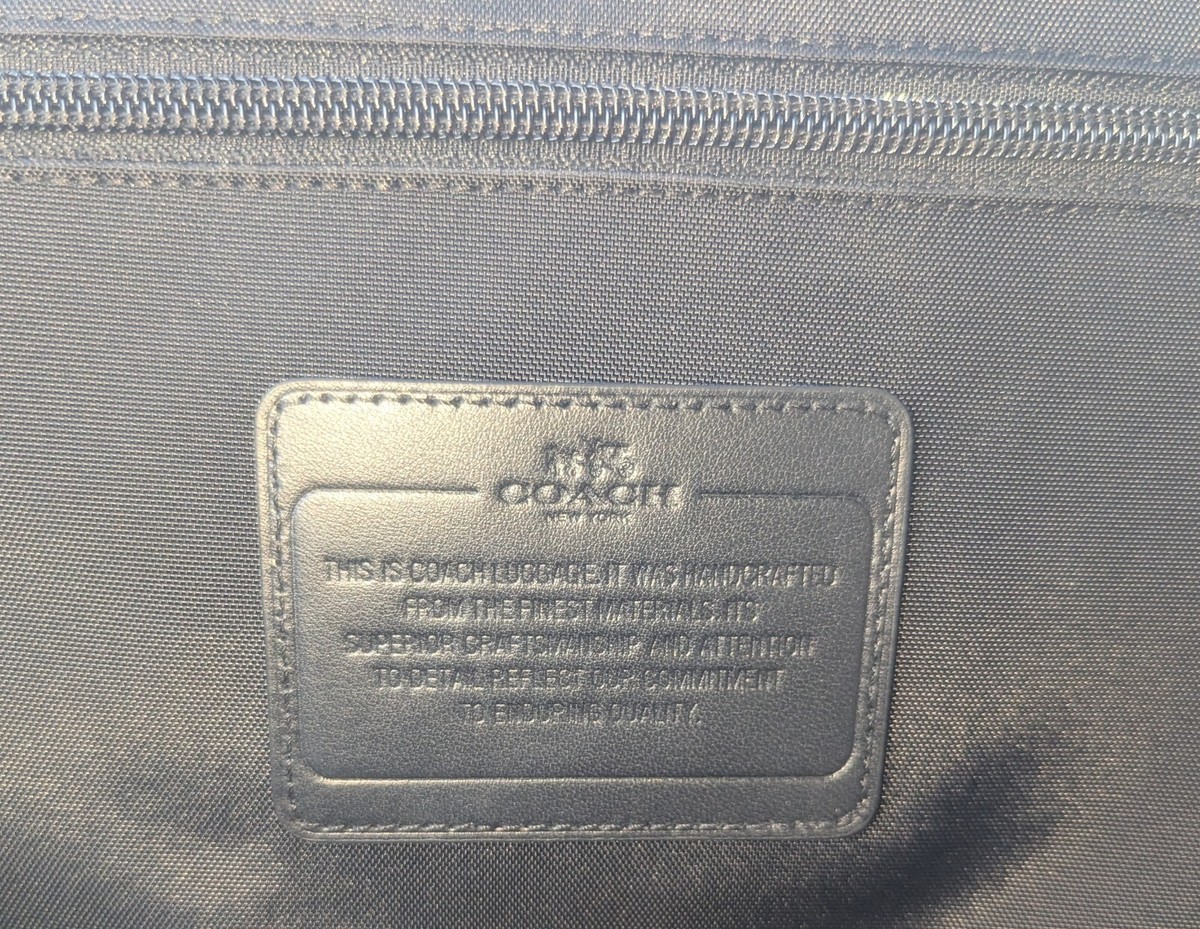 COACH
NEW YORK
THIS IS COACH LUGGAGE. IT WAS HANDCRAFTED
FROM THE FINEST MATERIALS. ITS
SUPERIOR CRAFTSMANSHIP AND ATTENTION
TO DETAIL REFLECT OUR COMMITMENT
TO ENDURING QUALITY.